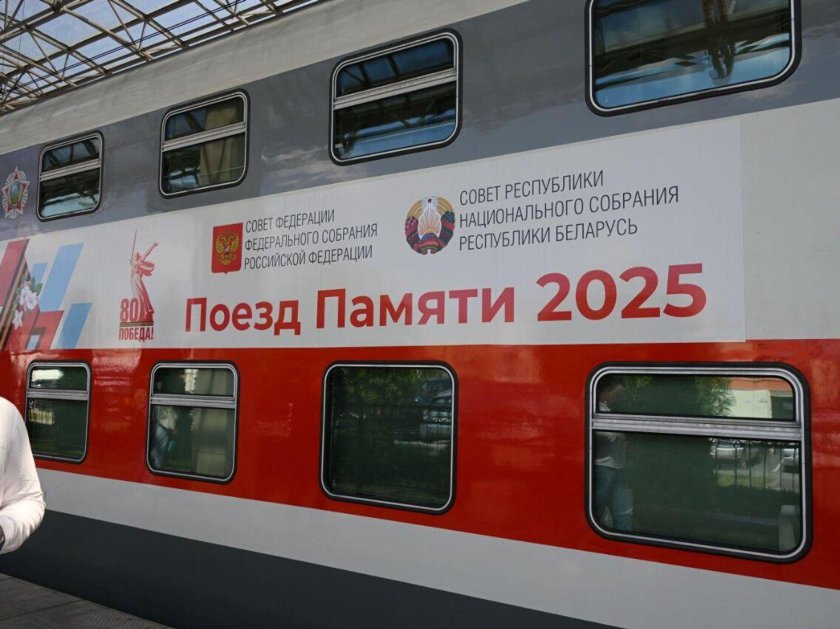 СОВЕТ ФЕДЕРАЦИИ
ФЕДЕРАЛЬНОГО СОБРАНИЯ
РОССИЙСКОЙ ФЕДЕРАЦИИ
СОВЕТ РЕСПУБЛИКИ
НАЦИОНАЛЬНОГО СОБРАНИЯ
РЕСПУБЛИКИ БЕЛАРУСЬ
80
ПОБЕДА!
Поезд Памяти 2025